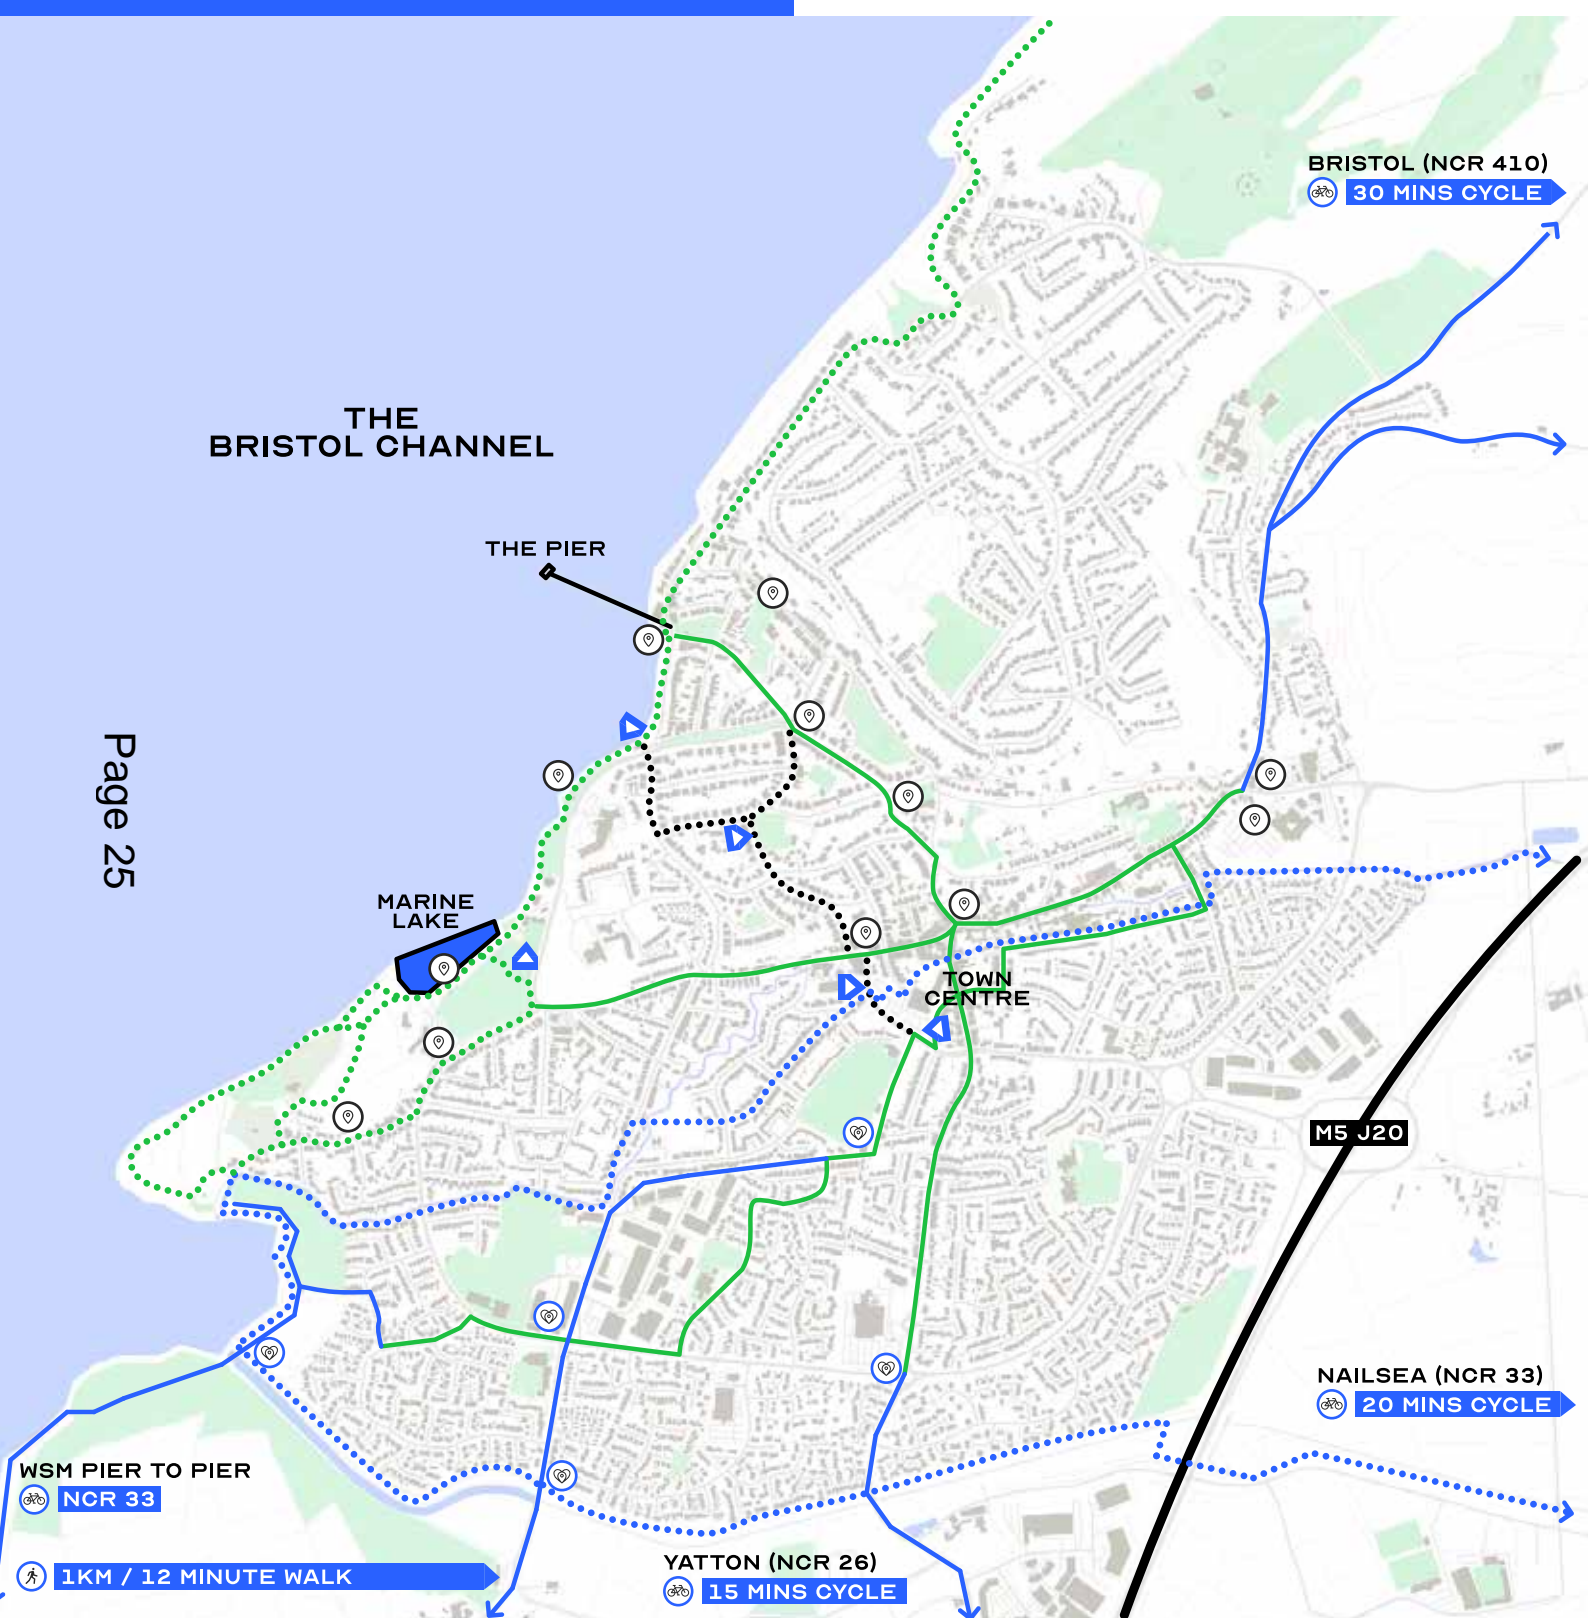 BRISTOL (NCR 410)
30 MINS CYCLE
THE
BRISTOL CHANNEL
THE PIER
Page 25
MARINE
LAKE
TOWN
CENTRE
M5 J20
NAILSEA (NCR 33)
20 MINS CYCLE
WSM PIER TO PIER
NCR 33
1KM / 12 MINUTE WALK
YATTON (NCR 26)
15 MINS CYCLE